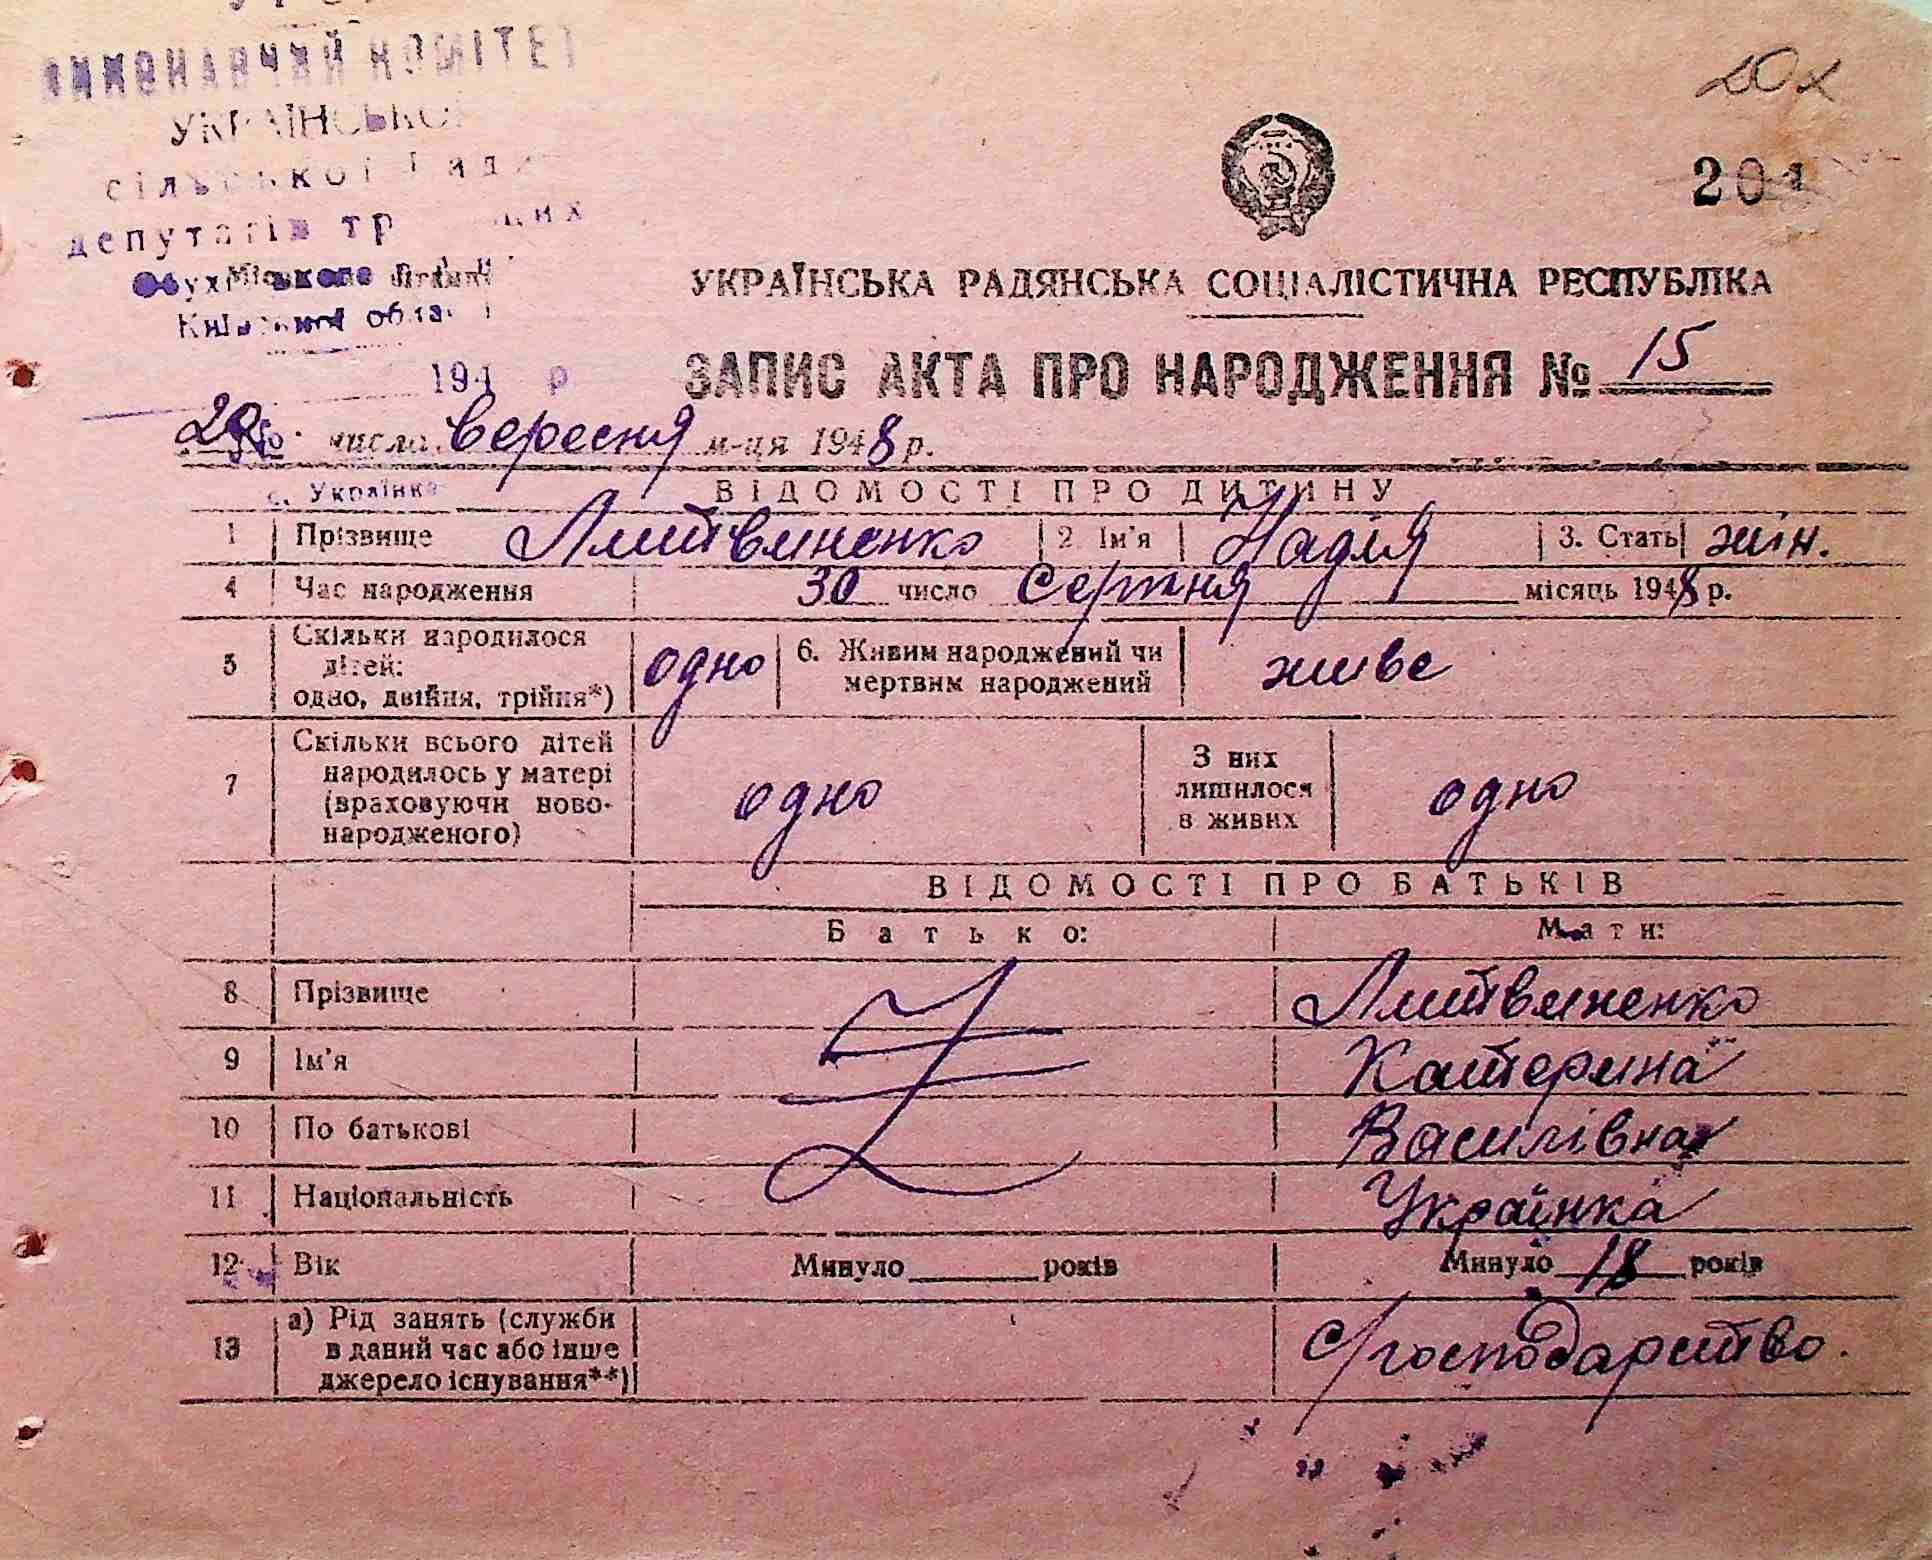 ВИКОНАВЧИЙ КОМІТЕТ
УКРАЇНСЬКОЇ
сільської Ради
депутатів трудящих
Київської області
194 р
201
УКРАЇНСЬКА РАДЯНСЬКА СОЦІАЛІСТИЧНА РЕСПУБЛІКА
ЗАПИС АКТА ПРО НАРОДЖЕННЯ № 15
числа вересня м-ця 1948 р.
с. Українка
ВІДОМОСТІ ПРО ДИТИНУ
1 Прізвище Литвиненко 2. Ім'я Надія 3. Стать жін.
4 Час народження 30 число Серпня місяць 1948 р.
5 Скільки народилося дітей: одно, двійня, трійня*) одно 6. Живим народжений чи мертвим народжений живе
7 Скільки всього дітей народилось у матері (враховуючи новонародженого) одно З них лишилося в живих одно
ВІДОМОСТІ ПРО БАТЬКІВ
Батько: Мати:
8 Прізвище Литвиненко
9 Ім'я Катерина
10 По батькові Василівна
11 Національність Українка
12 Вік Минуло років Минуло 18 років
13 а) Рід занять (служби в даний час або інше джерело існування**) с/господарство.